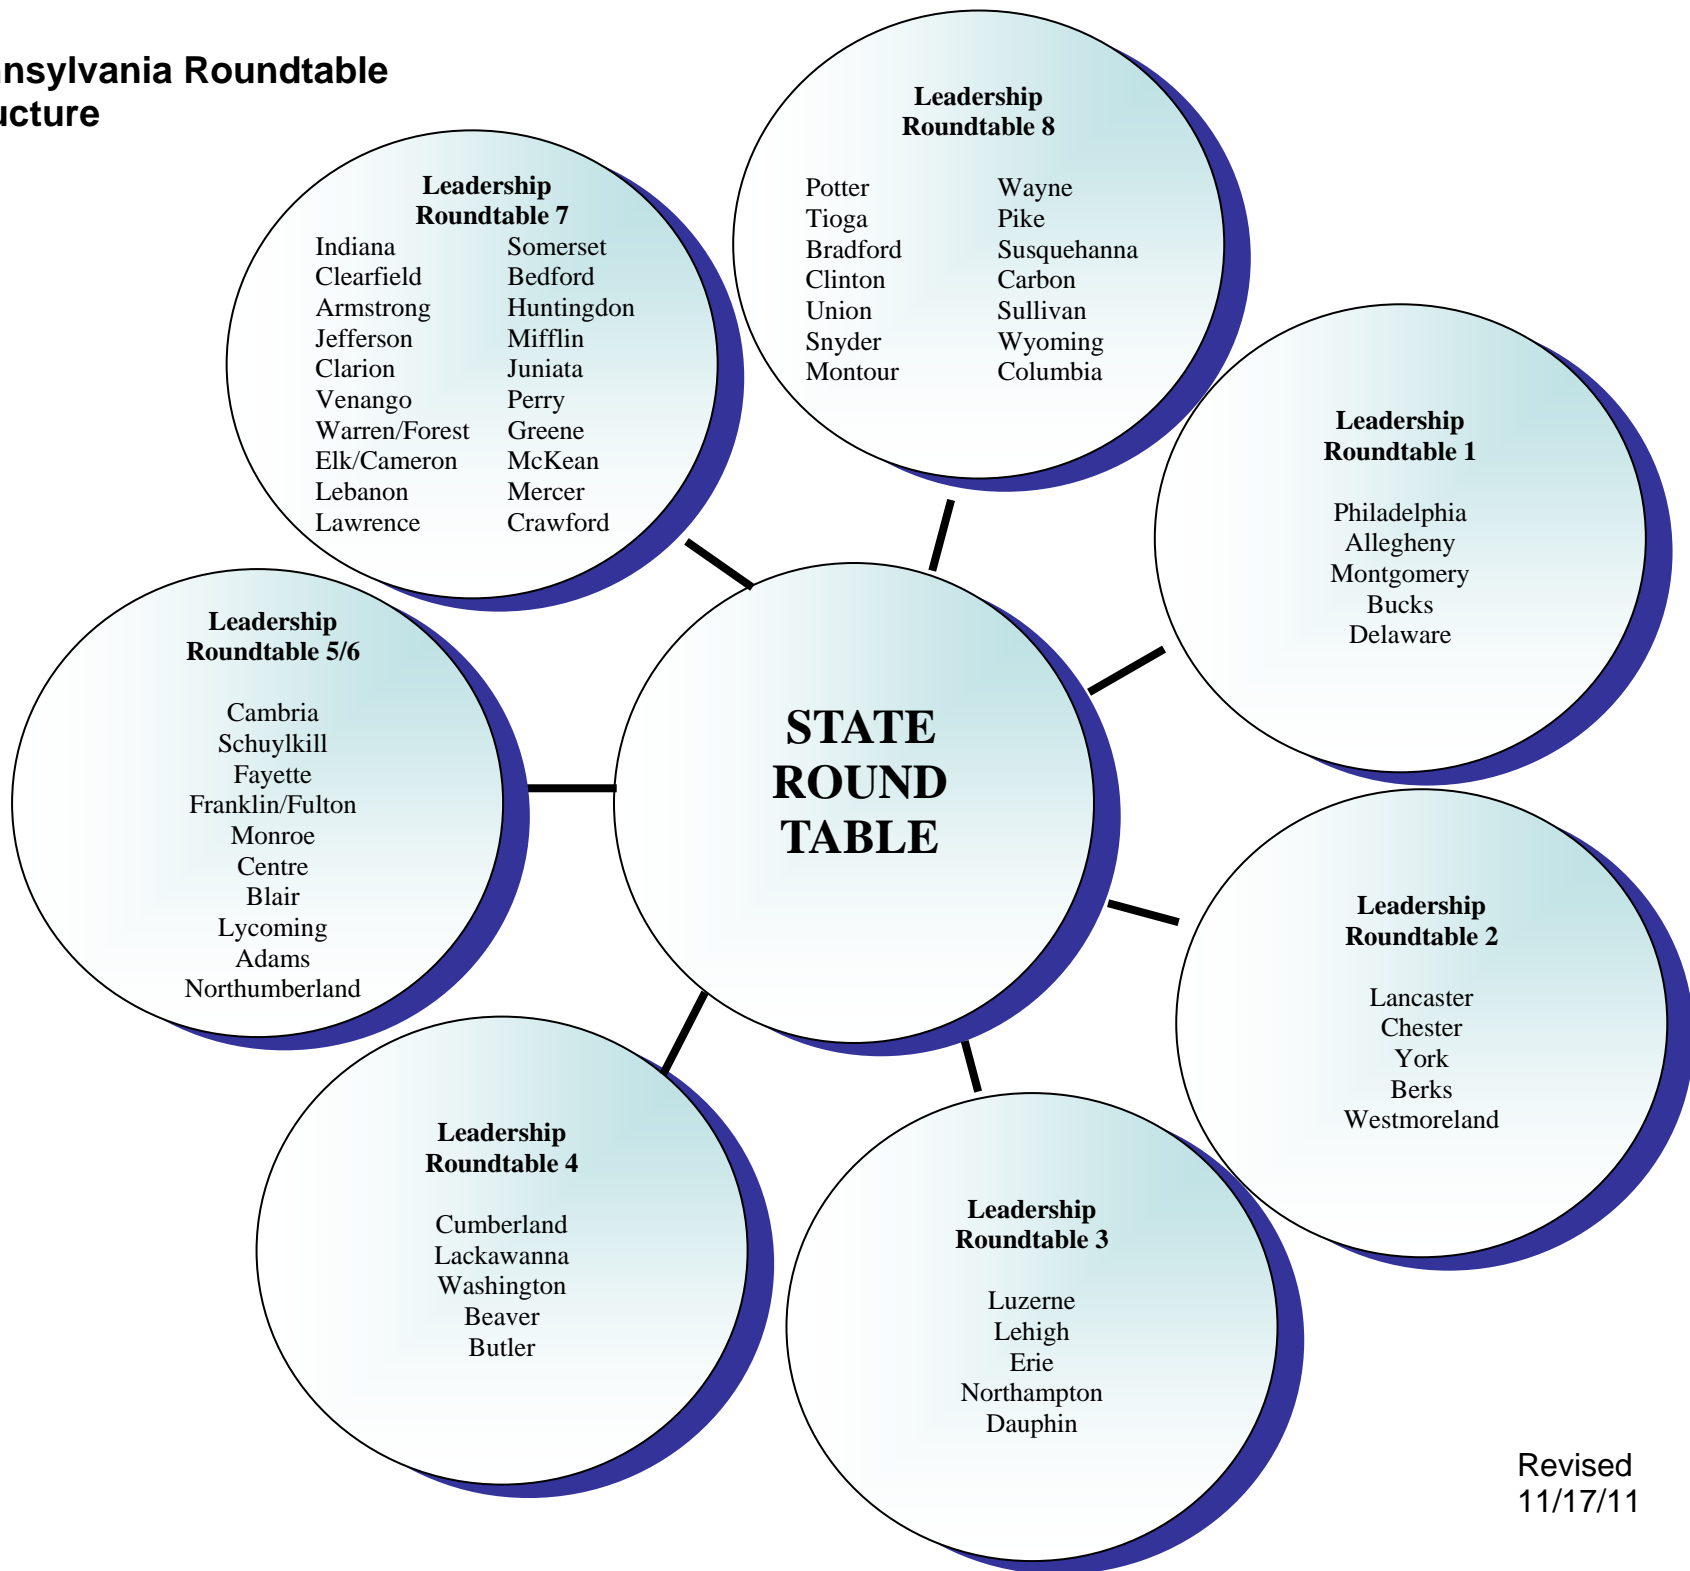 nnsylvania Roundtable
ucture
Leadership
Roundtable 8
Potter Wayne
Tioga Pike
Bradford Susquehanna
Clinton Carbon
Union Sullivan
Snyder Wyoming
Montour Columbia
Leadership
Roundtable 7
Indiana Somerset
Clearfield Bedford
Armstrong Huntingdon
Jefferson Mifflin
Clarion Juniata
Venango Perry
Warren/Forest Greene
Elk/Cameron McKean
Lebanon Mercer
Lawrence Crawford
Leadership
Roundtable 1
Philadelphia
Allegheny
Montgomery
Bucks
Delaware
Leadership
Roundtable 5/6
Cambria
Schuylkill
Fayette
Franklin/Fulton
Monroe
Centre
Blair
Lycoming
Adams
Northumberland
STATE
ROUND
TABLE
Leadership
Roundtable 2
Lancaster
Chester
York
Berks
Westmoreland
Leadership
Roundtable 4
Cumberland
Lackawanna
Washington
Beaver
Butler
Leadership
Roundtable 3
Luzerne
Lehigh
Erie
Northampton
Dauphin
Revised
11/17/11